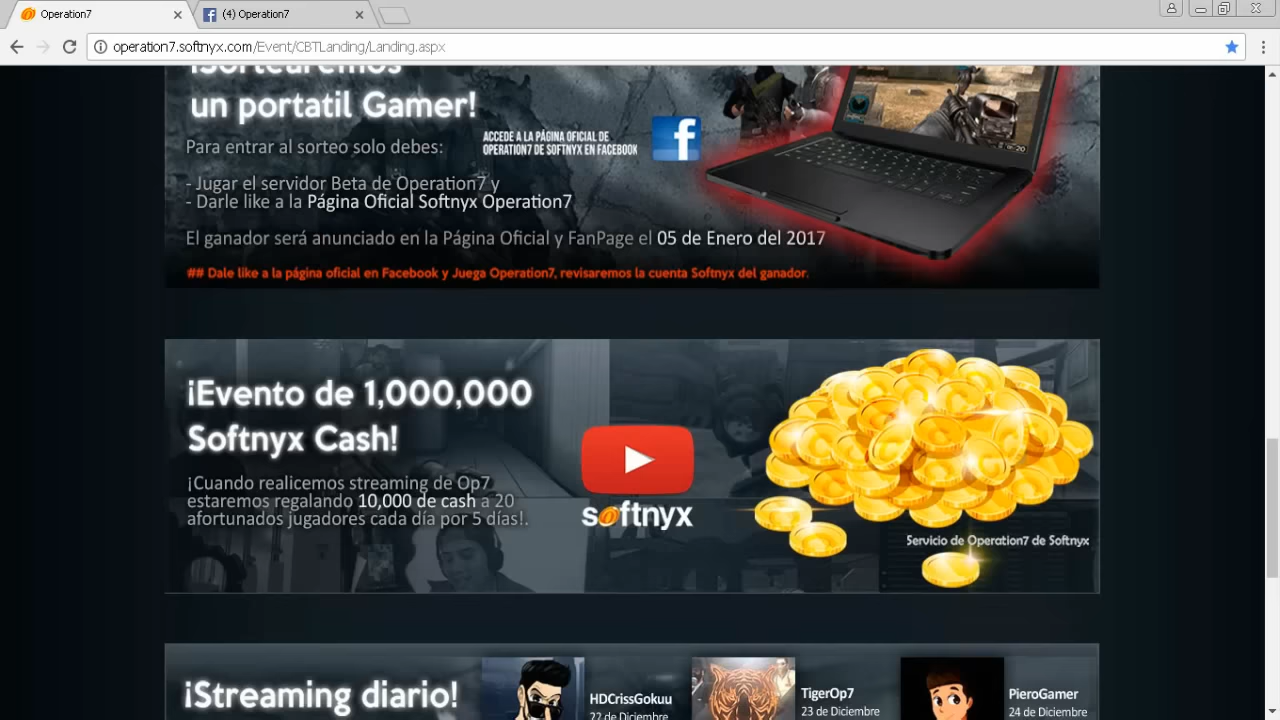 Operation7
(4) Operation7
operation7.softnyx.com/Event/CBTLanding/Landing.aspx
¡Sortearemos
un portatil Gamer!
ACCEDE A LA PÁGINA OFICIAL DE
OPERATION7 DE SOFTNYX EN FACEBOOK
Para entrar al sorteo solo debes:
- Jugar el servidor Beta de Operation7 y
- Darle like a la Página Oficial Softnyx Operation7
El ganador será anunciado en la Página Oficial y FanPage el 05 de Enero del 2017
## Dale like a la página oficial en Facebook y Juega Operation7, revisaremos la cuenta Softnyx del ganador.
¡Evento de 1,000,000
Softnyx Cash!
¡Cuando realicemos streaming de Op7
estaremos regalando 10,000 de cash a 20
afortunados jugadores cada día por 5 días!.
softnyx
Servicio de Operation7 de Softnyx
¡Streaming diario!
HDCrissGokuu
22 de Diciembre
TigerOp7
23 de Diciembre
PieroGamer
24 de Diciembre